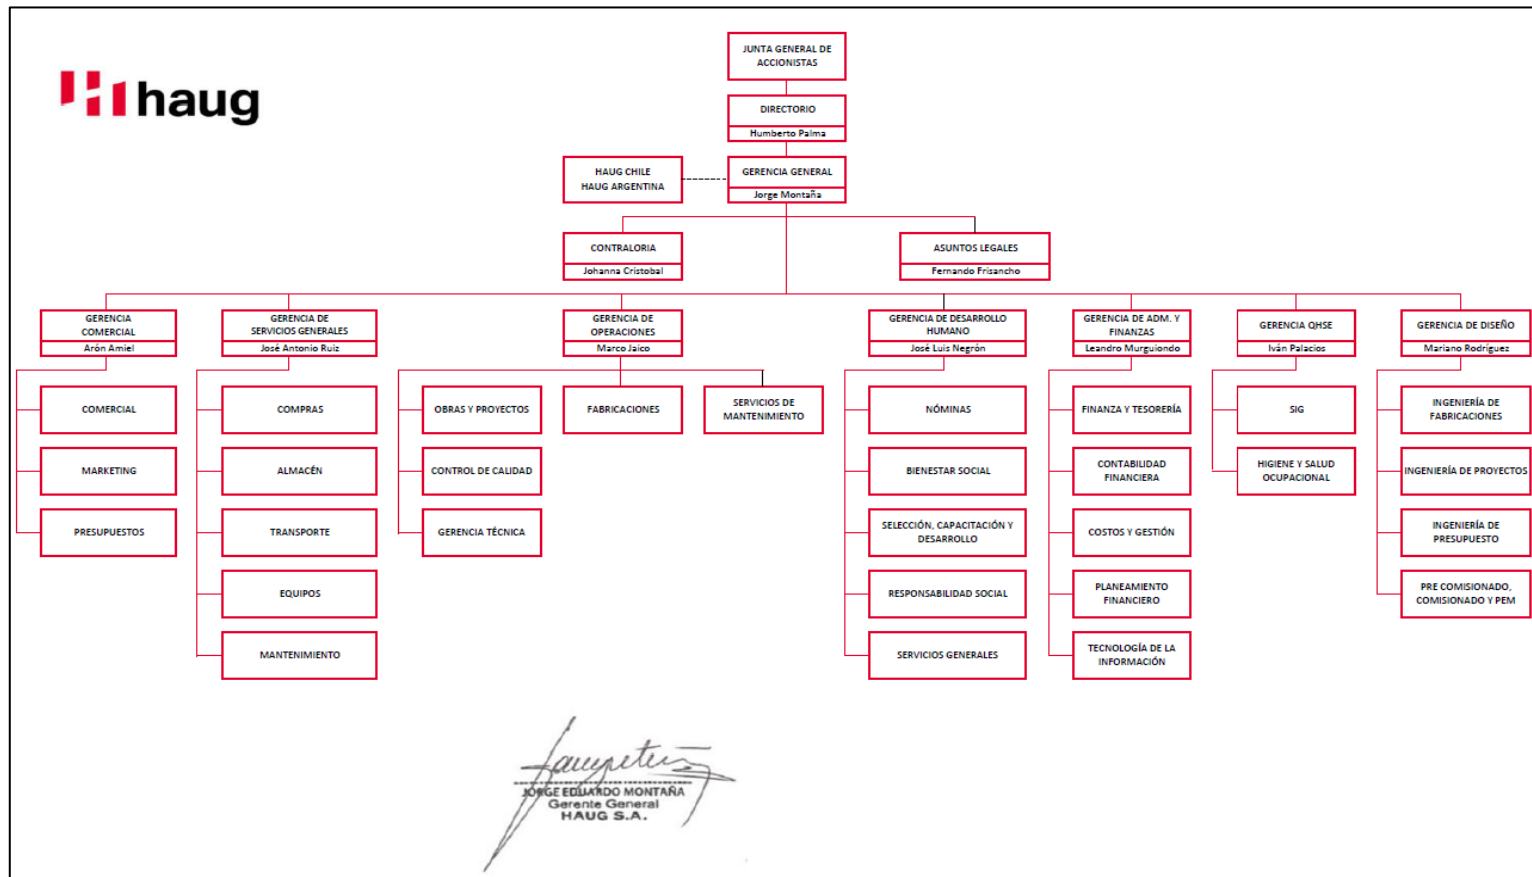 haug
JUNTA GENERAL DE
ACCIONISTAS
DIRECTORIO
Humberto Palma
HAUG CHILE
HAUG ARGENTINA
GERENCIA GENERAL
Jorge Montaña
CONTRALORIA
Johanna Cristobal
ASUNTOS LEGALES
Fernando Frisancho
GERENCIA
COMERCIAL
Arón Amiel
GERENCIA DE
SERVICIOS GENERALES
José Antonio Ruiz
GERENCIA DE
OPERACIONES
Marco Jaico
GERENCIA DE DESARROLLO
HUMANO
José Luis Negrón
GERENCIA DE ADM. Y
FINANZAS
Leandro Murguiondo
GERENCIA QHSE
Iván Palacios
GERENCIA DE DISEÑO
Mariano Rodríguez
COMERCIAL
MARKETING
PRESUPUESTOS
COMPRAS
ALMACÉN
TRANSPORTE
EQUIPOS
MANTENIMIENTO
OBRAS Y PROYECTOS
CONTROL DE CALIDAD
GERENCIA TÉCNICA
FABRICACIONES
SERVICIOS DE
MANTENIMIENTO
NÓMINAS
BIENESTAR SOCIAL
SELECCIÓN, CAPACITACIÓN Y
DESARROLLO
RESPONSABILIDAD SOCIAL
SERVICIOS GENERALES
FINANZA Y TESORERÍA
CONTABILIDAD
FINANCIERA
COSTOS Y GESTIÓN
PLANEAMIENTO
FINANCIERO
TECNOLOGÍA DE LA
INFORMACIÓN
SIG
HIGIENE Y SALUD
OCUPACIONAL
INGENIERÍA DE
FABRICACIONES
INGENIERÍA DE PROYECTOS
INGENIERÍA DE
PRESUPUESTO
PRE COMISIONADO,
COMISIONADO Y PEM
JORGE EDUARDO MONTAÑA
Gerente General
HAUG S.A.